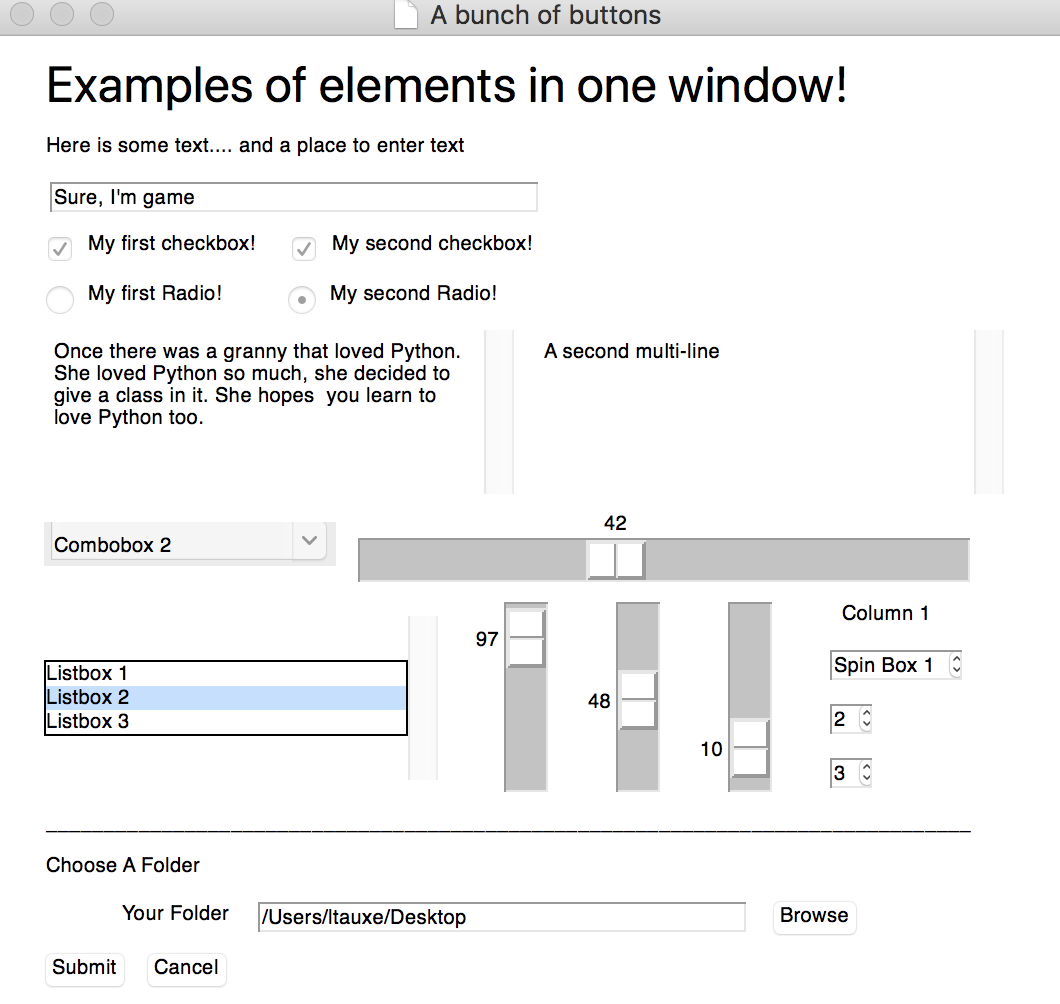 A bunch of buttons
Examples of elements in one window!
Here is some text.... and a place to enter text
Sure, I'm game
My first checkbox! My second checkbox!
My first Radio! My second Radio!
Once there was a granny that loved Python.
She loved Python so much, she decided to
give a class in it. She hopes  you learn to
love Python too.
A second multi-line
Combobox 2
42
Listbox 1
Listbox 2
Listbox 3
97
48
10
Column 1
Spin Box 1
2
3
Choose A Folder
Your Folder /Users/ltauxe/Desktop Browse
Submit Cancel